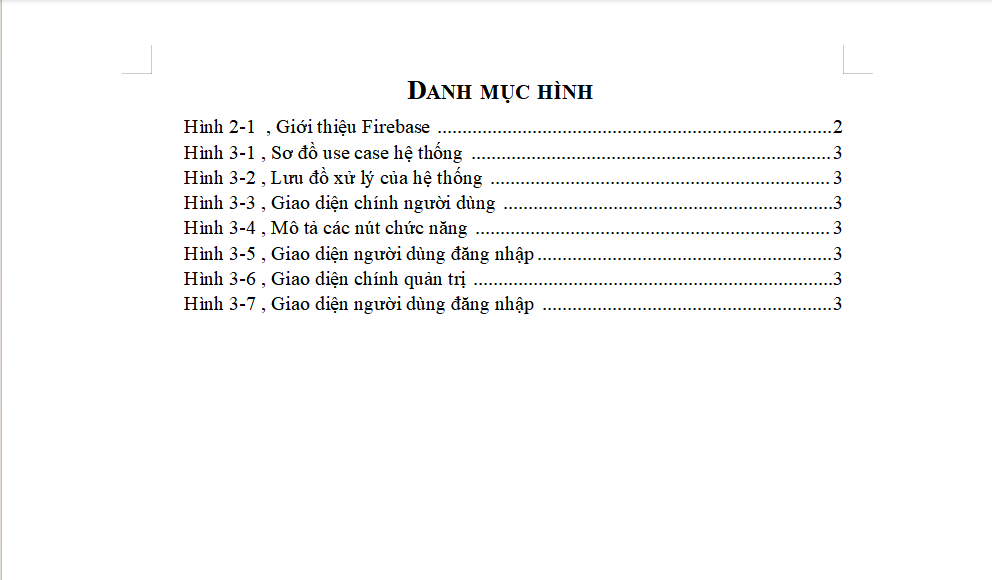 DANH MỤC HÌNH
Hình 2-1 , Giới thiệu Firebase ........................................................................2
Hình 3-1 , Sơ đồ use case hệ thống ........................................................................3
Hình 3-2 , Lưu đồ xử lý của hệ thống ....................................................................3
Hình 3-3 , Giao diện chính người dùng ..................................................................3
Hình 3-4 , Mô tả các nút chức năng .......................................................................3
Hình 3-5 , Giao diện người dùng đăng nhập...........................................................3
Hình 3-6 , Giao diện chính quản trị ........................................................................3
Hình 3-7 , Giao diện người dùng đăng nhập ..........................................................3